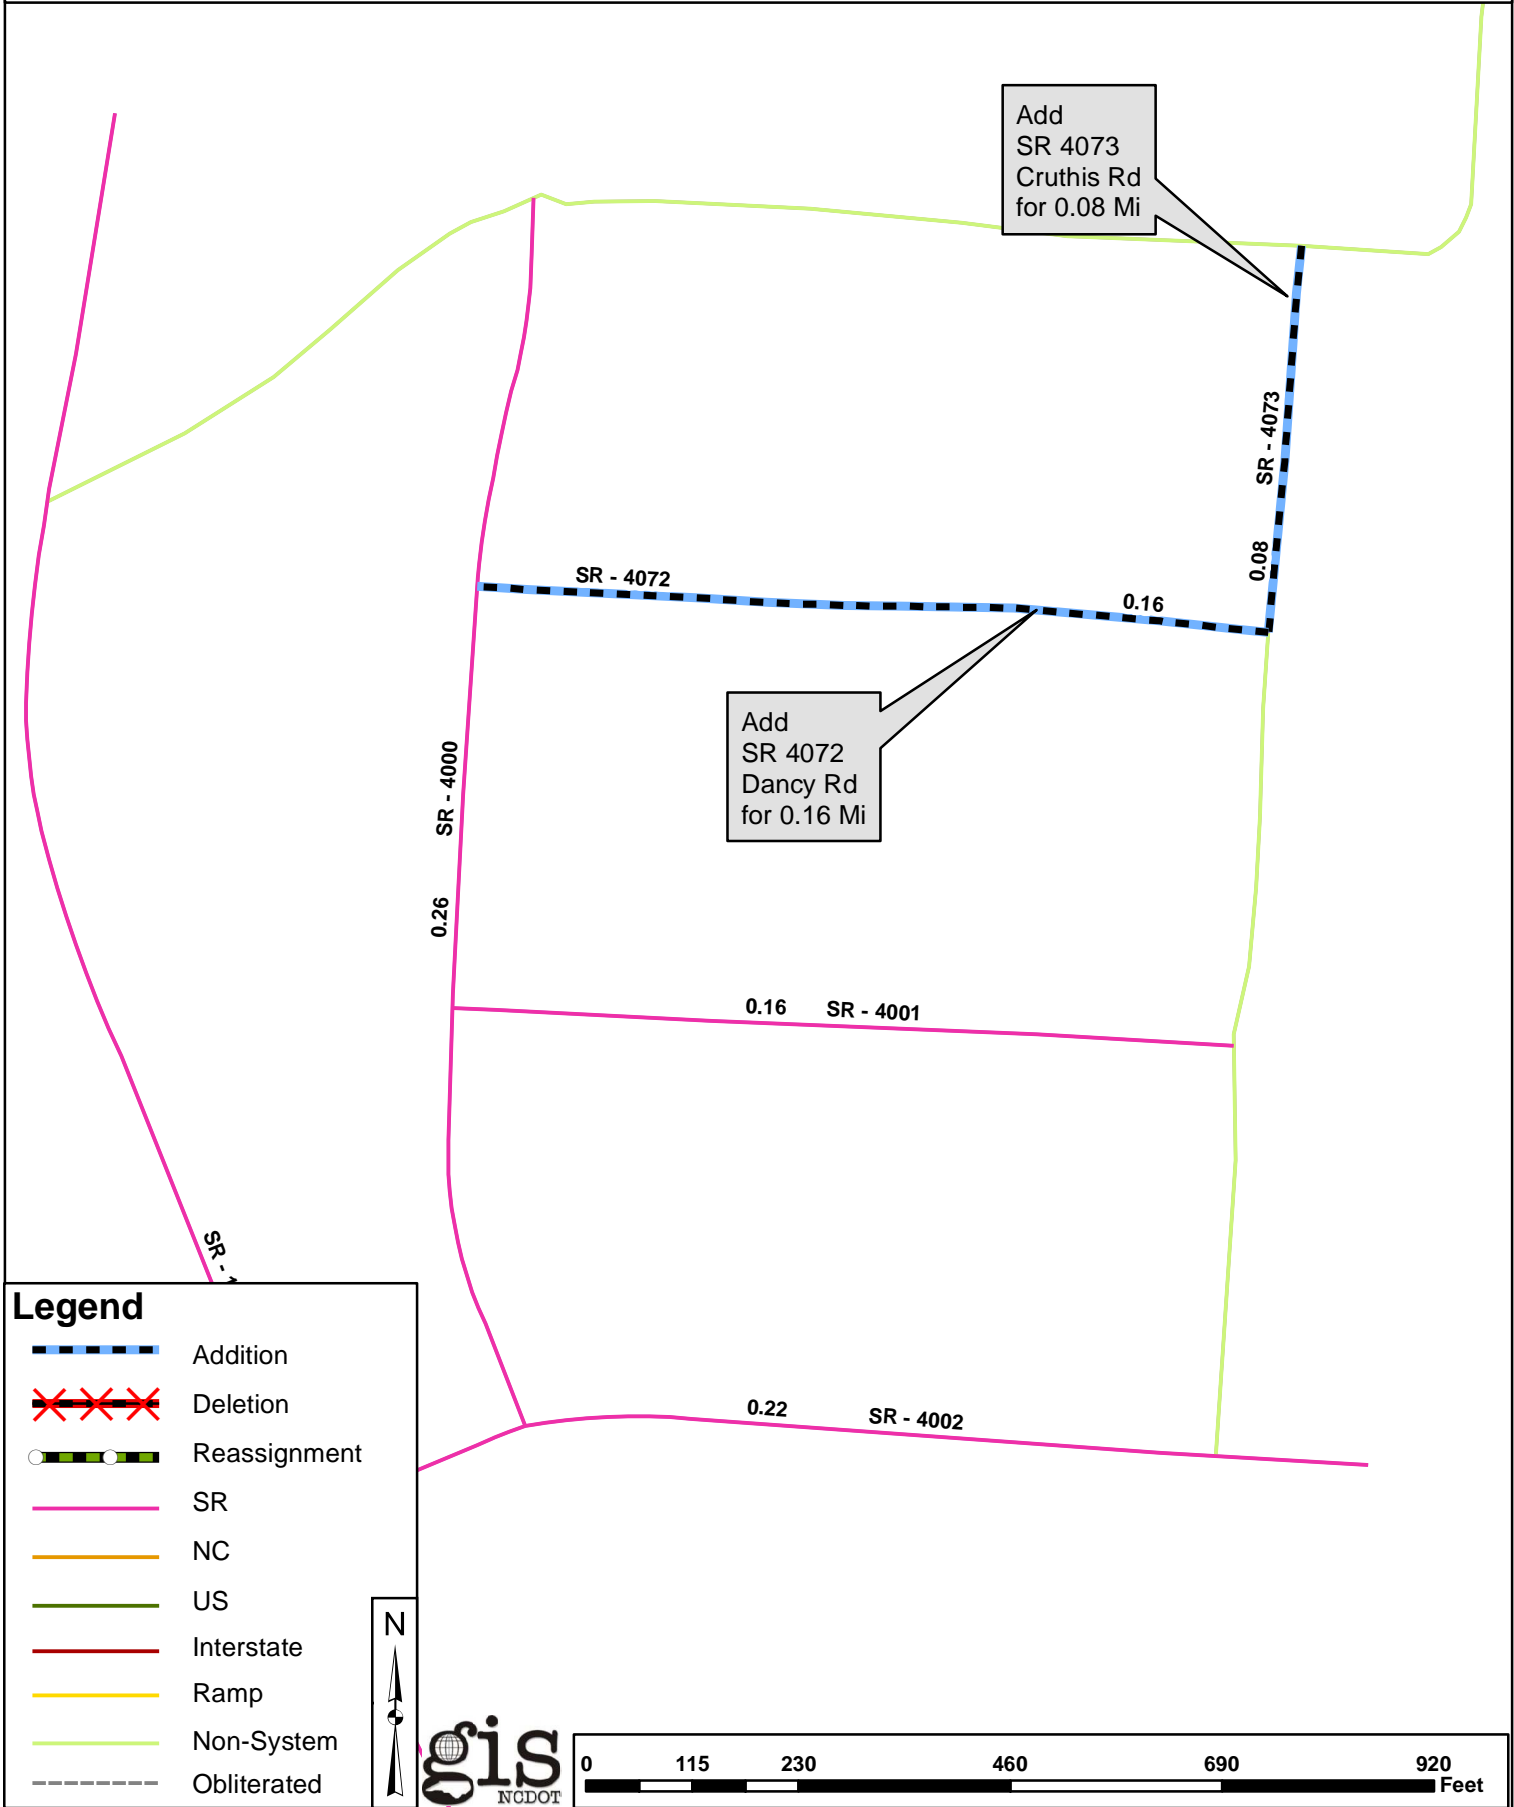 Add
SR 4073
Cruthis Rd
for 0.08 Mi
SR - 4073
0.08
SR - 4072
0.16
Add
SR 4072
Dancy Rd
for 0.16 Mi
SR - 4000
0.26
0.16 SR - 4001
SR -
0.22 SR - 4002
Legend
Addition
Deletion
Reassignment
SR
NC
US
Interstate
Ramp
Non-System
Obliterated
N
gis
NCDOT
0 115 230 460 690 920
Feet